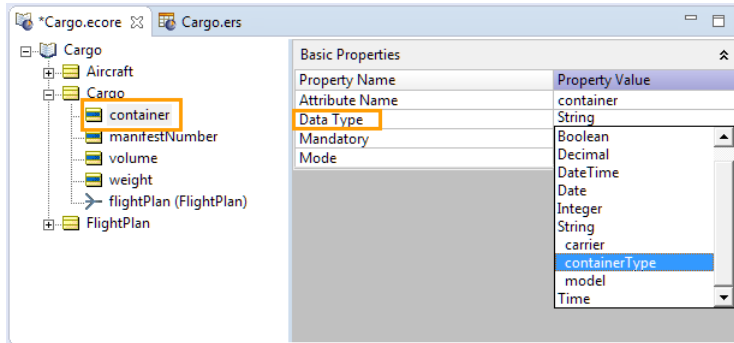 *Cargo.ecore Cargo.ers
Cargo
Aircraft
Cargo
container
manifestNumber
volume
weight
flightPlan (FlightPlan)
FlightPlan
Basic Properties
Property Name Property Value
Attribute Name container
Data Type String
Mandatory
Mode
Boolean
Decimal
DateTime
Date
Integer
String
carrier
containerType
model
Time